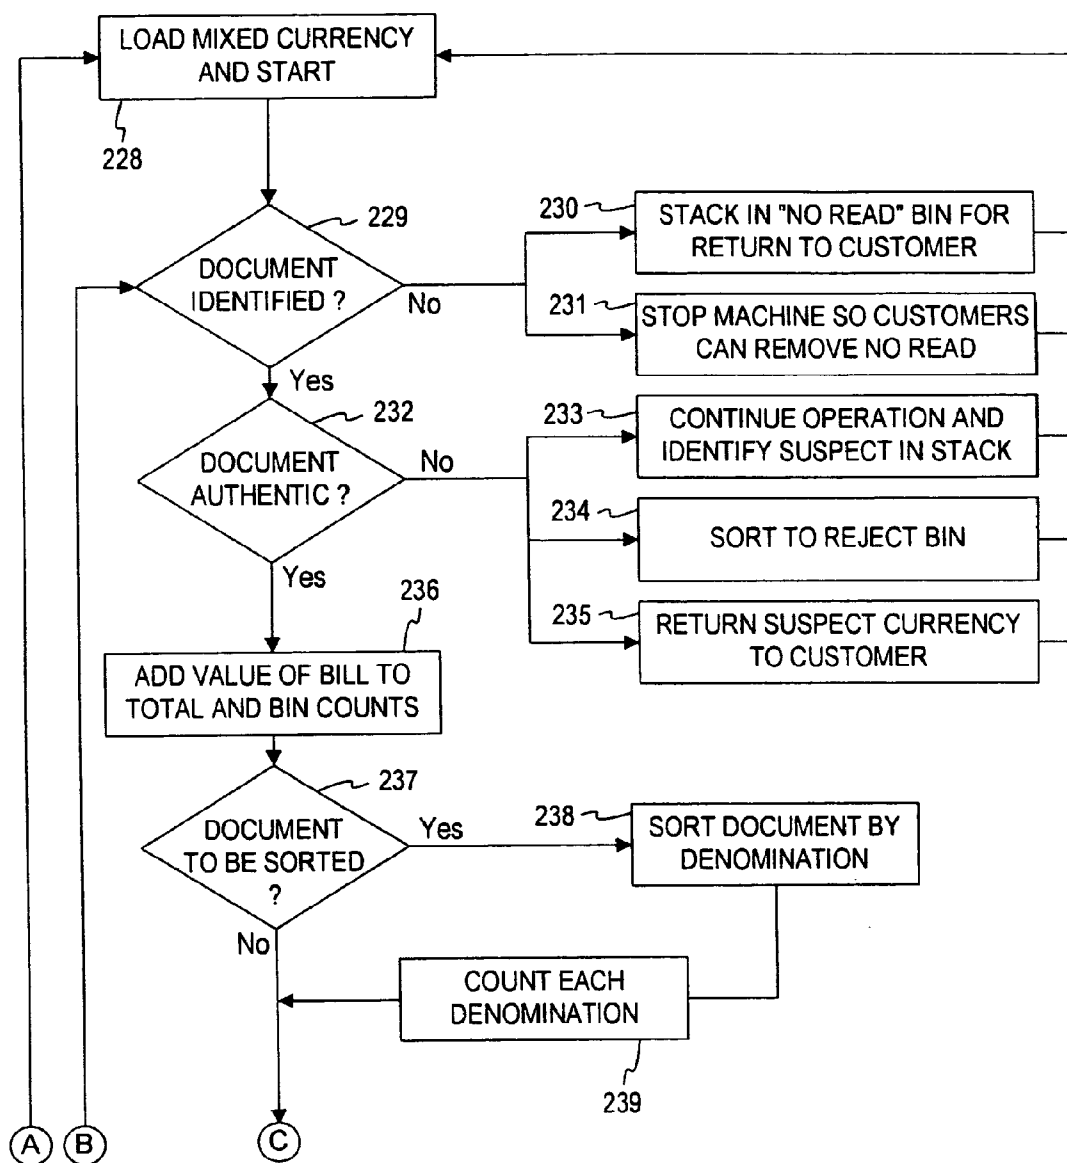 LOAD MIXED CURRENCY
AND START
228
229
DOCUMENT
IDENTIFIED ?
No
Yes
230
STACK IN "NO READ" BIN FOR
RETURN TO CUSTOMER
231
STOP MACHINE SO CUSTOMERS
CAN REMOVE NO READ
232
DOCUMENT
AUTHENTIC ?
No
Yes
233
CONTINUE OPERATION AND
IDENTIFY SUSPECT IN STACK
234
SORT TO REJECT BIN
235
RETURN SUSPECT CURRENCY
TO CUSTOMER
236
ADD VALUE OF BILL TO
TOTAL AND BIN COUNTS
237
DOCUMENT
TO BE SORTED
?
Yes
No
238
SORT DOCUMENT BY
DENOMINATION
COUNT EACH
DENOMINATION
239
A
B
C